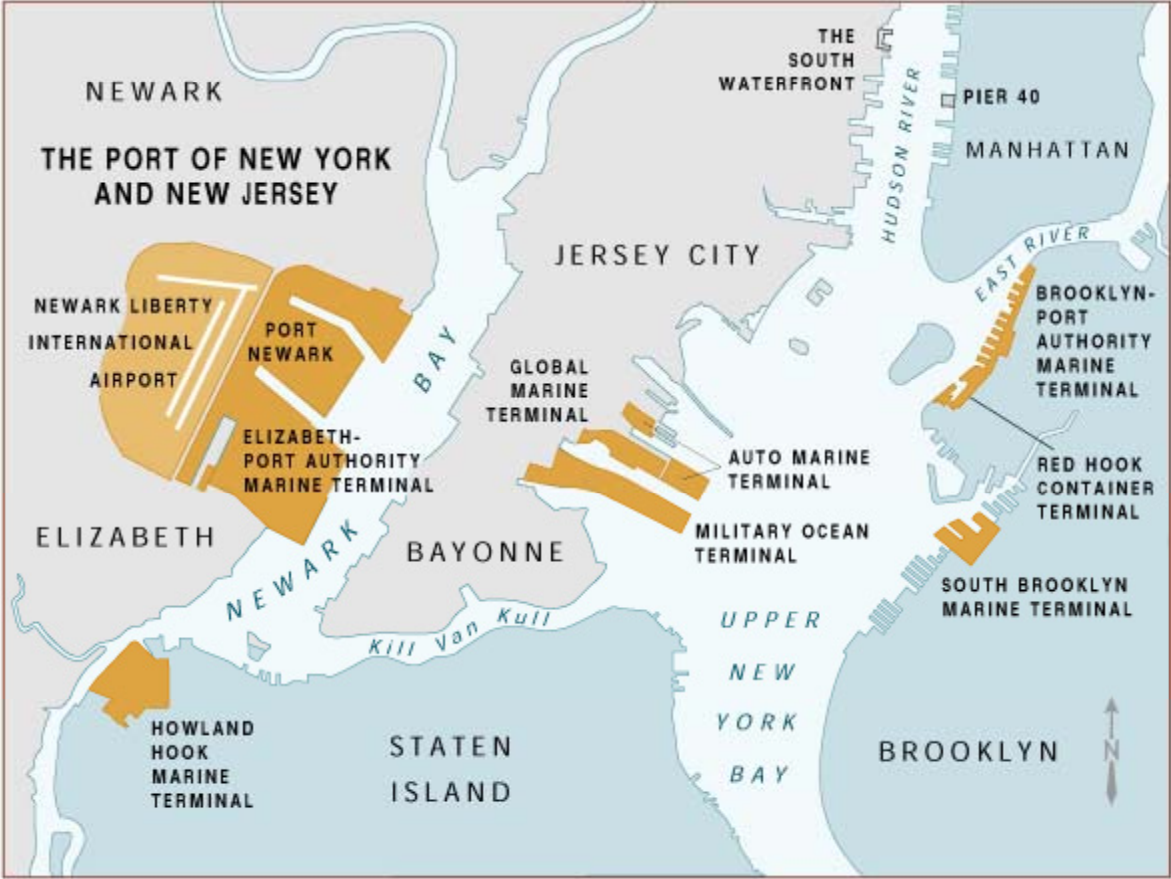 NEWARK
THE PORT OF NEW YORK
AND NEW JERSEY
THE
SOUTH
WATERFRONT
HUDSON RIVER
PIER 40
MANHATTAN
JERSEY CITY
EAST RIVER
NEWARK LIBERTY
INTERNATIONAL
AIRPORT
PORT
NEWARK
BAY
GLOBAL
MARINE
TERMINAL
BROOKLYN-
PORT
AUTHORITY
MARINE
TERMINAL
ELIZABETH-
PORT AUTHORITY
MARINE TERMINAL
AUTO MARINE
TERMINAL
RED HOOK
CONTAINER
TERMINAL
ELIZABETH
NEWARK
BAYONNE
MILITARY OCEAN
TERMINAL
SOUTH BROOKLYN
MARINE TERMINAL
Kill Van Kull
UPPER
NEW
YORK
BAY
HOWLAND
HOOK
MARINE
TERMINAL
STATEN
ISLAND
BROOKLYN
N